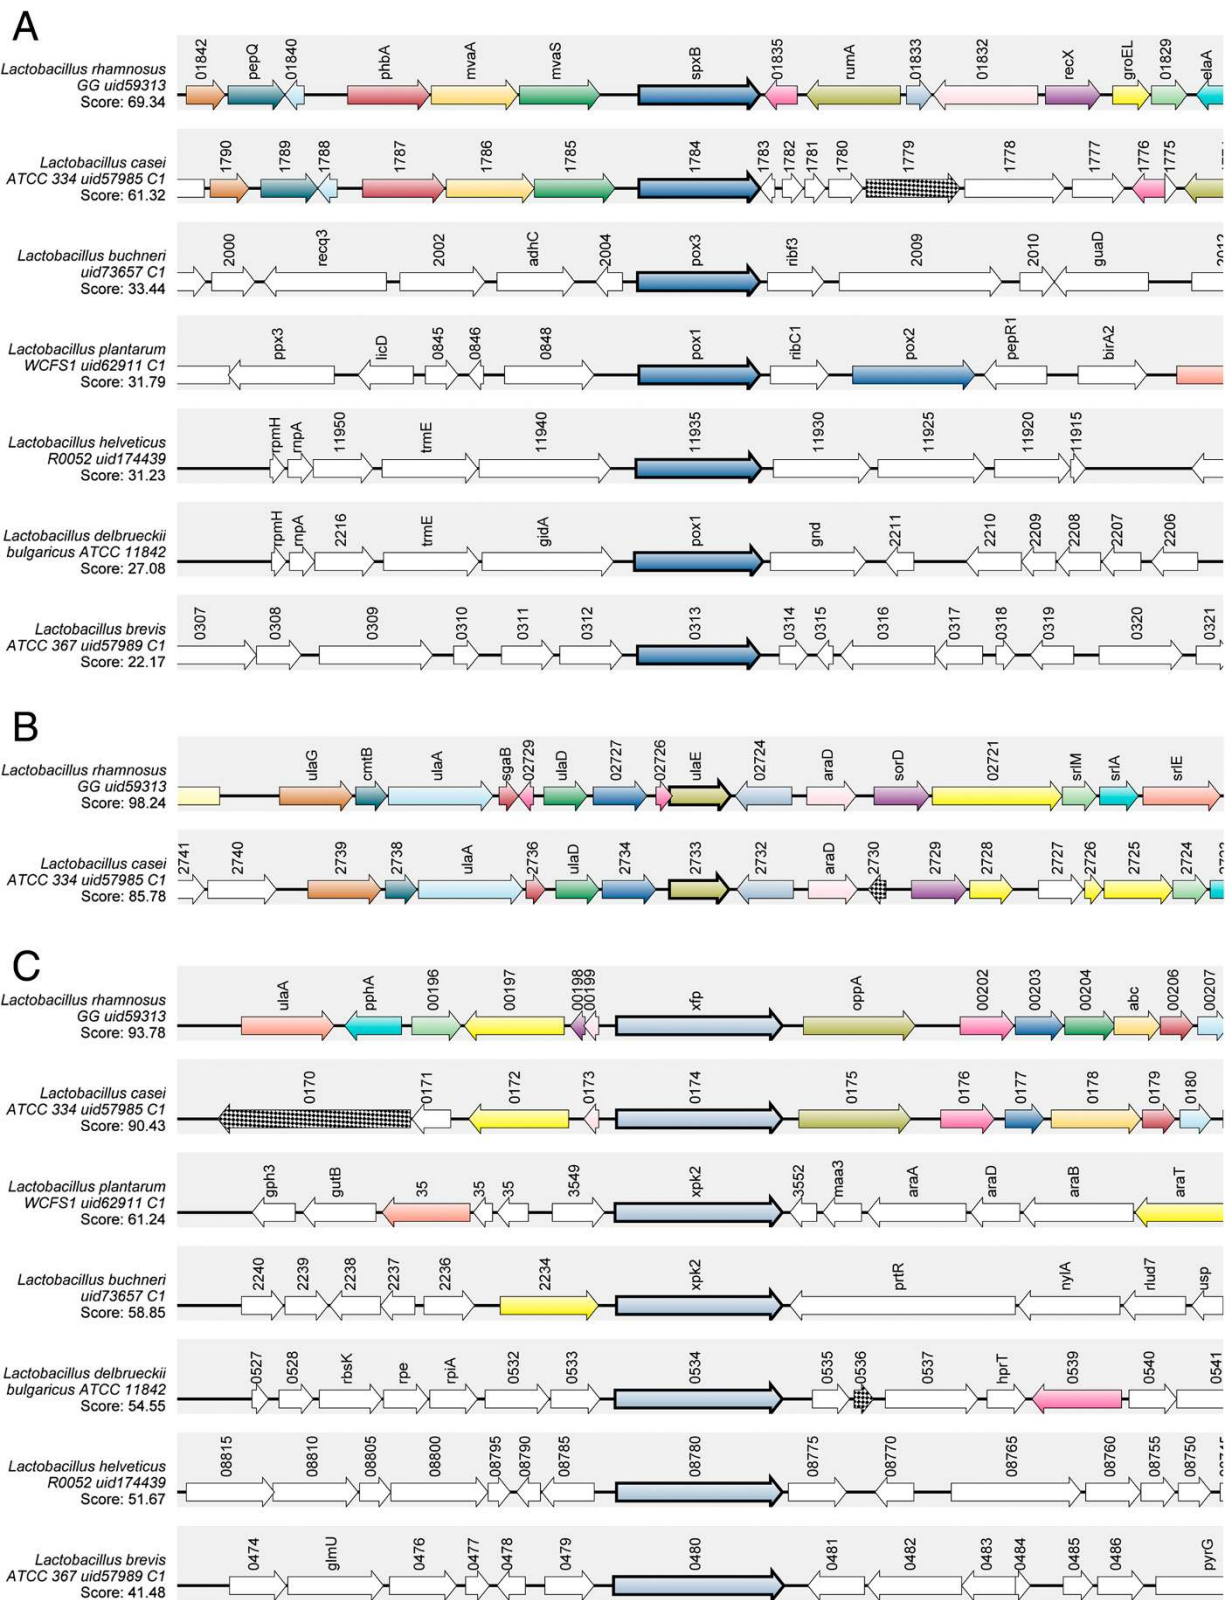 A
01842 pepQ 01840 phbA mvaA mvaS spxB 01835 rumA 01833 01832 recX groEL 01829 elaA
Lactobacillus rhamnosus
GG uid59313
Score: 69.34
1790 1789 1788 1787 1786 1785 1784 1783 1782 1781 1780 1779 1778 1777 1776 1775
Lactobacillus casei
ATCC 334 uid57985 C1
Score: 61.32
2000 recq3 2002 adhC 2004 pox3 ribf3 2009 2010 guaD 2012
Lactobacillus buchneri
uid73657 C1
Score: 33.44
ppx3 licD 0845 0846 0848 pox1 ribC1 pox2 pepR1 birA2
Lactobacillus plantarum
WCFS1 uid62911 C1
Score: 31.79
rpmH rnpA 11950 trmE 11940 11935 11930 11925 11920 11915
Lactobacillus helveticus
R0052 uid174439
Score: 31.23
rpmH rnpA 2216 trmE gidA pox1 gnd 2211 2210 2209 2208 2207 2206
Lactobacillus delbrueckii
bulgaricus ATCC 11842
Score: 27.08
0307 0308 0309 0310 0311 0312 0313 0314 0315 0316 0317 0318 0319 0320 0321
Lactobacillus brevis
ATCC 367 uid57989 C1
Score: 22.17
B
ulaG cmtB ulaA sgaB 02729 ulaD 02727 02726 ulaE 02724 araD sorD 02721 srlM srlA srlE
Lactobacillus rhamnosus
GG uid59313
Score: 98.24
2741 2740 2739 2738 ulaA 2736 ulaD 2734 2733 2732 araD 2730 2729 2728 2727 2726 2725 2724
Lactobacillus casei
ATCC 334 uid57985 C1
Score: 85.78
C
ulaA pphA 00196 00197 00198 00199 xfp oppA 00202 00203 00204 abc 00206 00207
Lactobacillus rhamnosus
GG uid59313
Score: 93.78
0170 0171 0172 0173 0174 0175 0176 0177 0178 0179 0180
Lactobacillus casei
ATCC 334 uid57985 C1
Score: 90.43
gph3 gutB 35 35 35 3549 xpk2 3552 maa3 araA araD araB araT
Lactobacillus plantarum
WCFS1 uid62911 C1
Score: 61.24
2240 2239 2238 2237 2236 2234 xpk2 prtR nylA rlud7 usp
Lactobacillus buchneri
uid73657 C1
Score: 58.85
0527 0528 rbsK rpe rpiA 0532 0533 0534 0535 0536 0537 hprT 0539 0540 0541
Lactobacillus delbrueckii
bulgaricus ATCC 11842
Score: 54.55
08815 08810 08805 08800 08795 08790 08785 08780 08775 08770 08765 08760 08755 08750
Lactobacillus helveticus
R0052 uid174439
Score: 51.67
0474 glmU 0476 0477 0478 0479 0480 0481 0482 0483 0484 0485 0486 pyrG
Lactobacillus brevis
ATCC 367 uid57989 C1
Score: 41.48